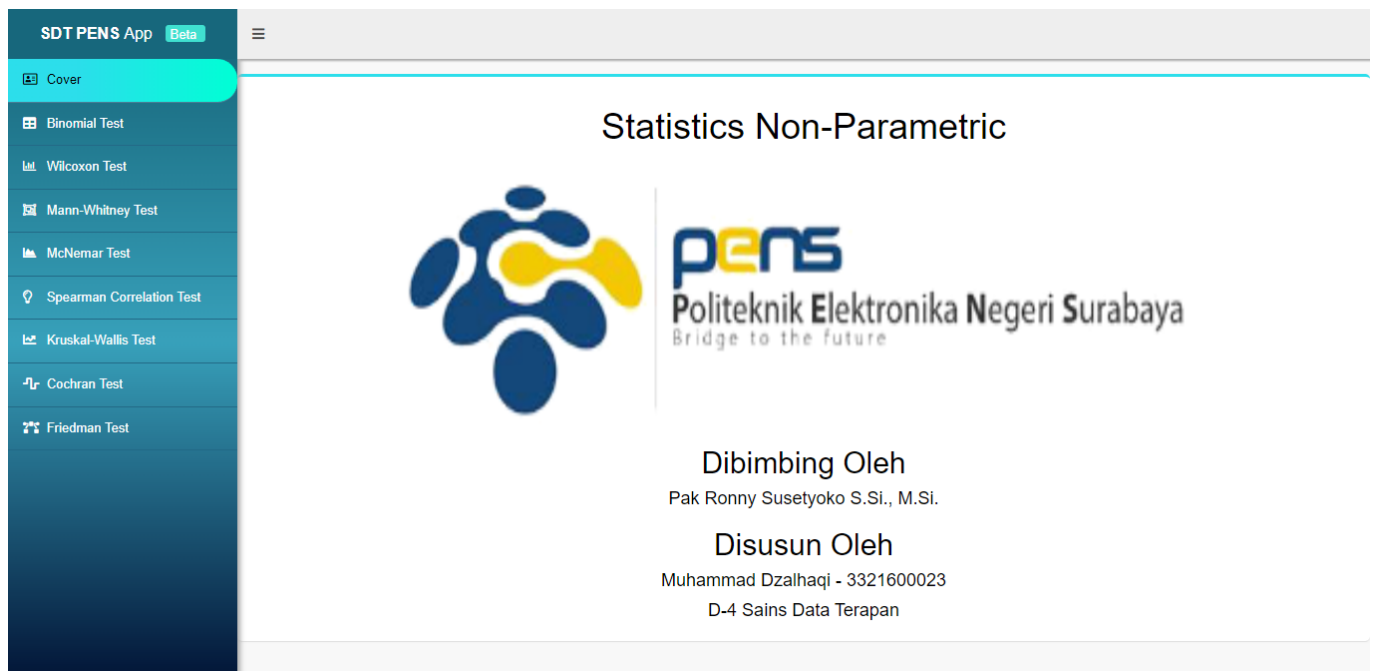 SDT PENS App Beta
Cover
Binomial Test
Wilcoxon Test
Mann-Whitney Test
McNemar Test
Spearman Correlation Test
Kruskal-Wallis Test
Cochran Test
Friedman Test
Statistics Non-Parametric
pens
Politeknik Elektronika Negeri Surabaya
Bridge to the future
Dibimbing Oleh
Pak Ronny Susetyoko S.Si., M.Si.
Disusun Oleh
Muhammad Dzalhaqi - 3321600023
D-4 Sains Data Terapan